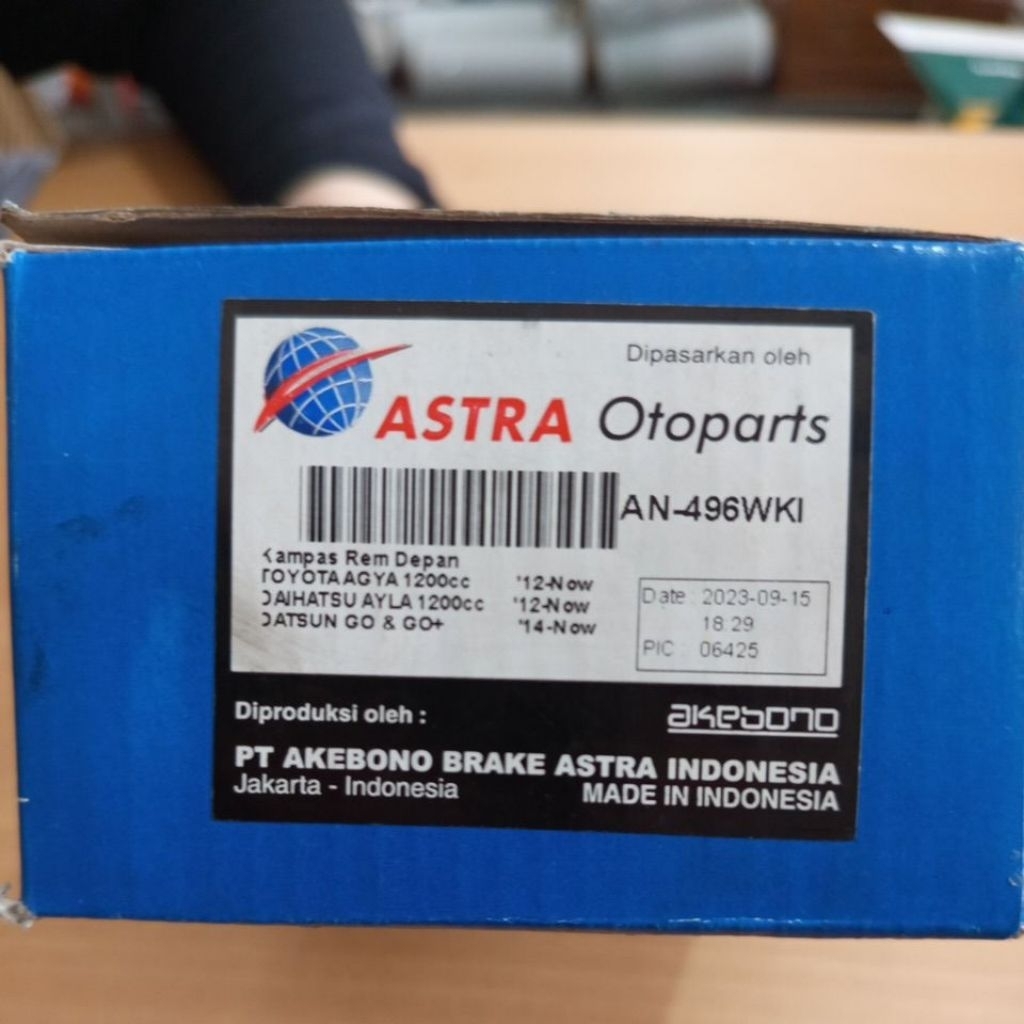 Dipasarkan oleh
ASTRA Otoparts
AN-496WKI
Kampas Rem Depan
TOYOTA AGYA 1200cc '12-Now
DAIHATSU AYLA 1200cc '12-Now
DATSUN GO & GO+ '14-Now
Date : 2023-09-15
18:29
PIC : 06425
Diproduksi oleh :
akebono
PT AKEBONO BRAKE ASTRA INDONESIA
Jakarta - Indonesia
MADE IN INDONESIA